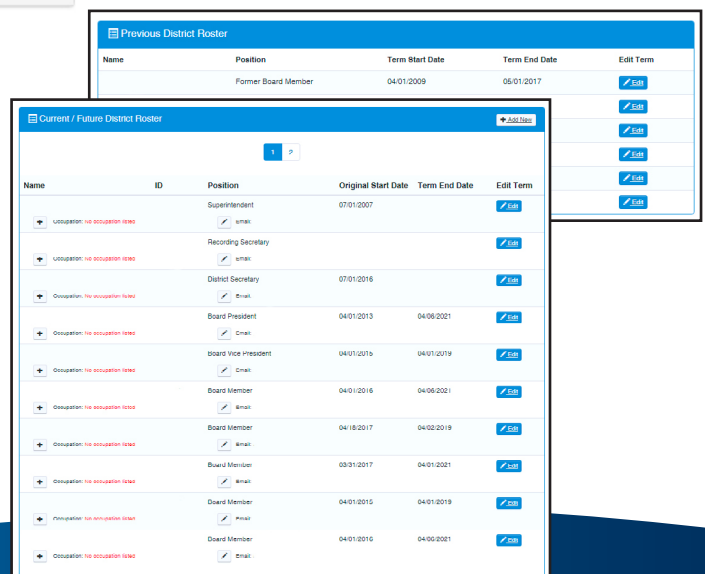 Previous District Roster
Name Position Term Start Date Term End Date Edit Term
Former Board Member 04/01/2009 05/01/2017 Edit
Edit
Edit
Edit
Edit
Edit
Current / Future District Roster Add New
1 2
Name ID Position Original Start Date Term End Date Edit Term
Superintendent 07/01/2007 Edit
Occupation: No occupation listed Email:
Recording Secretary Edit
Occupation: No occupation listed Email:
District Secretary 07/01/2016 Edit
Occupation: No occupation listed Email:
Board President 04/01/2013 04/06/2021 Edit
Occupation: No occupation listed Email:
Board Vice President 04/01/2015 04/01/2019 Edit
Occupation: No occupation listed Email:
Board Member 04/01/2016 04/06/2021 Edit
Occupation: No occupation listed Email:
Board Member 04/18/2017 04/02/2019 Edit
Occupation: No occupation listed Email:
Board Member 03/31/2017 04/01/2021 Edit
Occupation: No occupation listed Email:
Board Member 04/01/2015 04/01/2019 Edit
Occupation: No occupation listed Email:
Board Member 04/01/2016 04/06/2021 Edit
Occupation: No occupation listed Email: